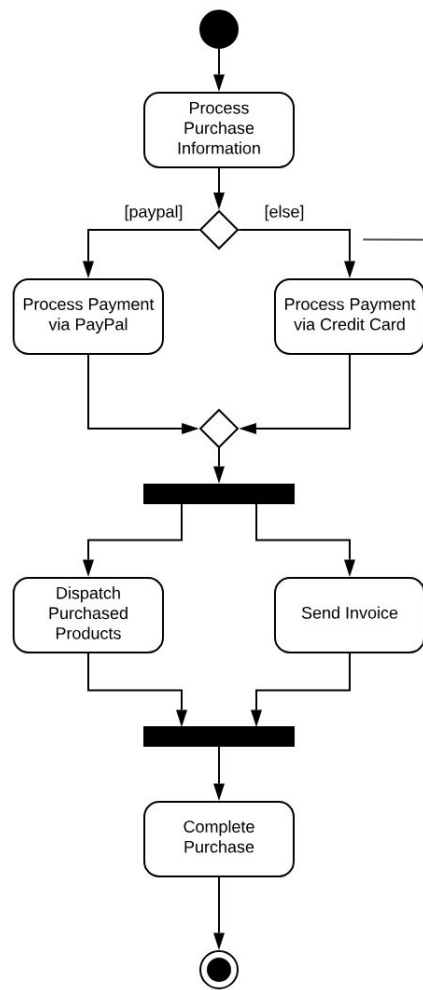 Process
Purchase
Information
[paypal]
[else]
Process Payment
via PayPal
Process Payment
via Credit Card
Dispatch
Purchased
Products
Send Invoice
Complete
Purchase